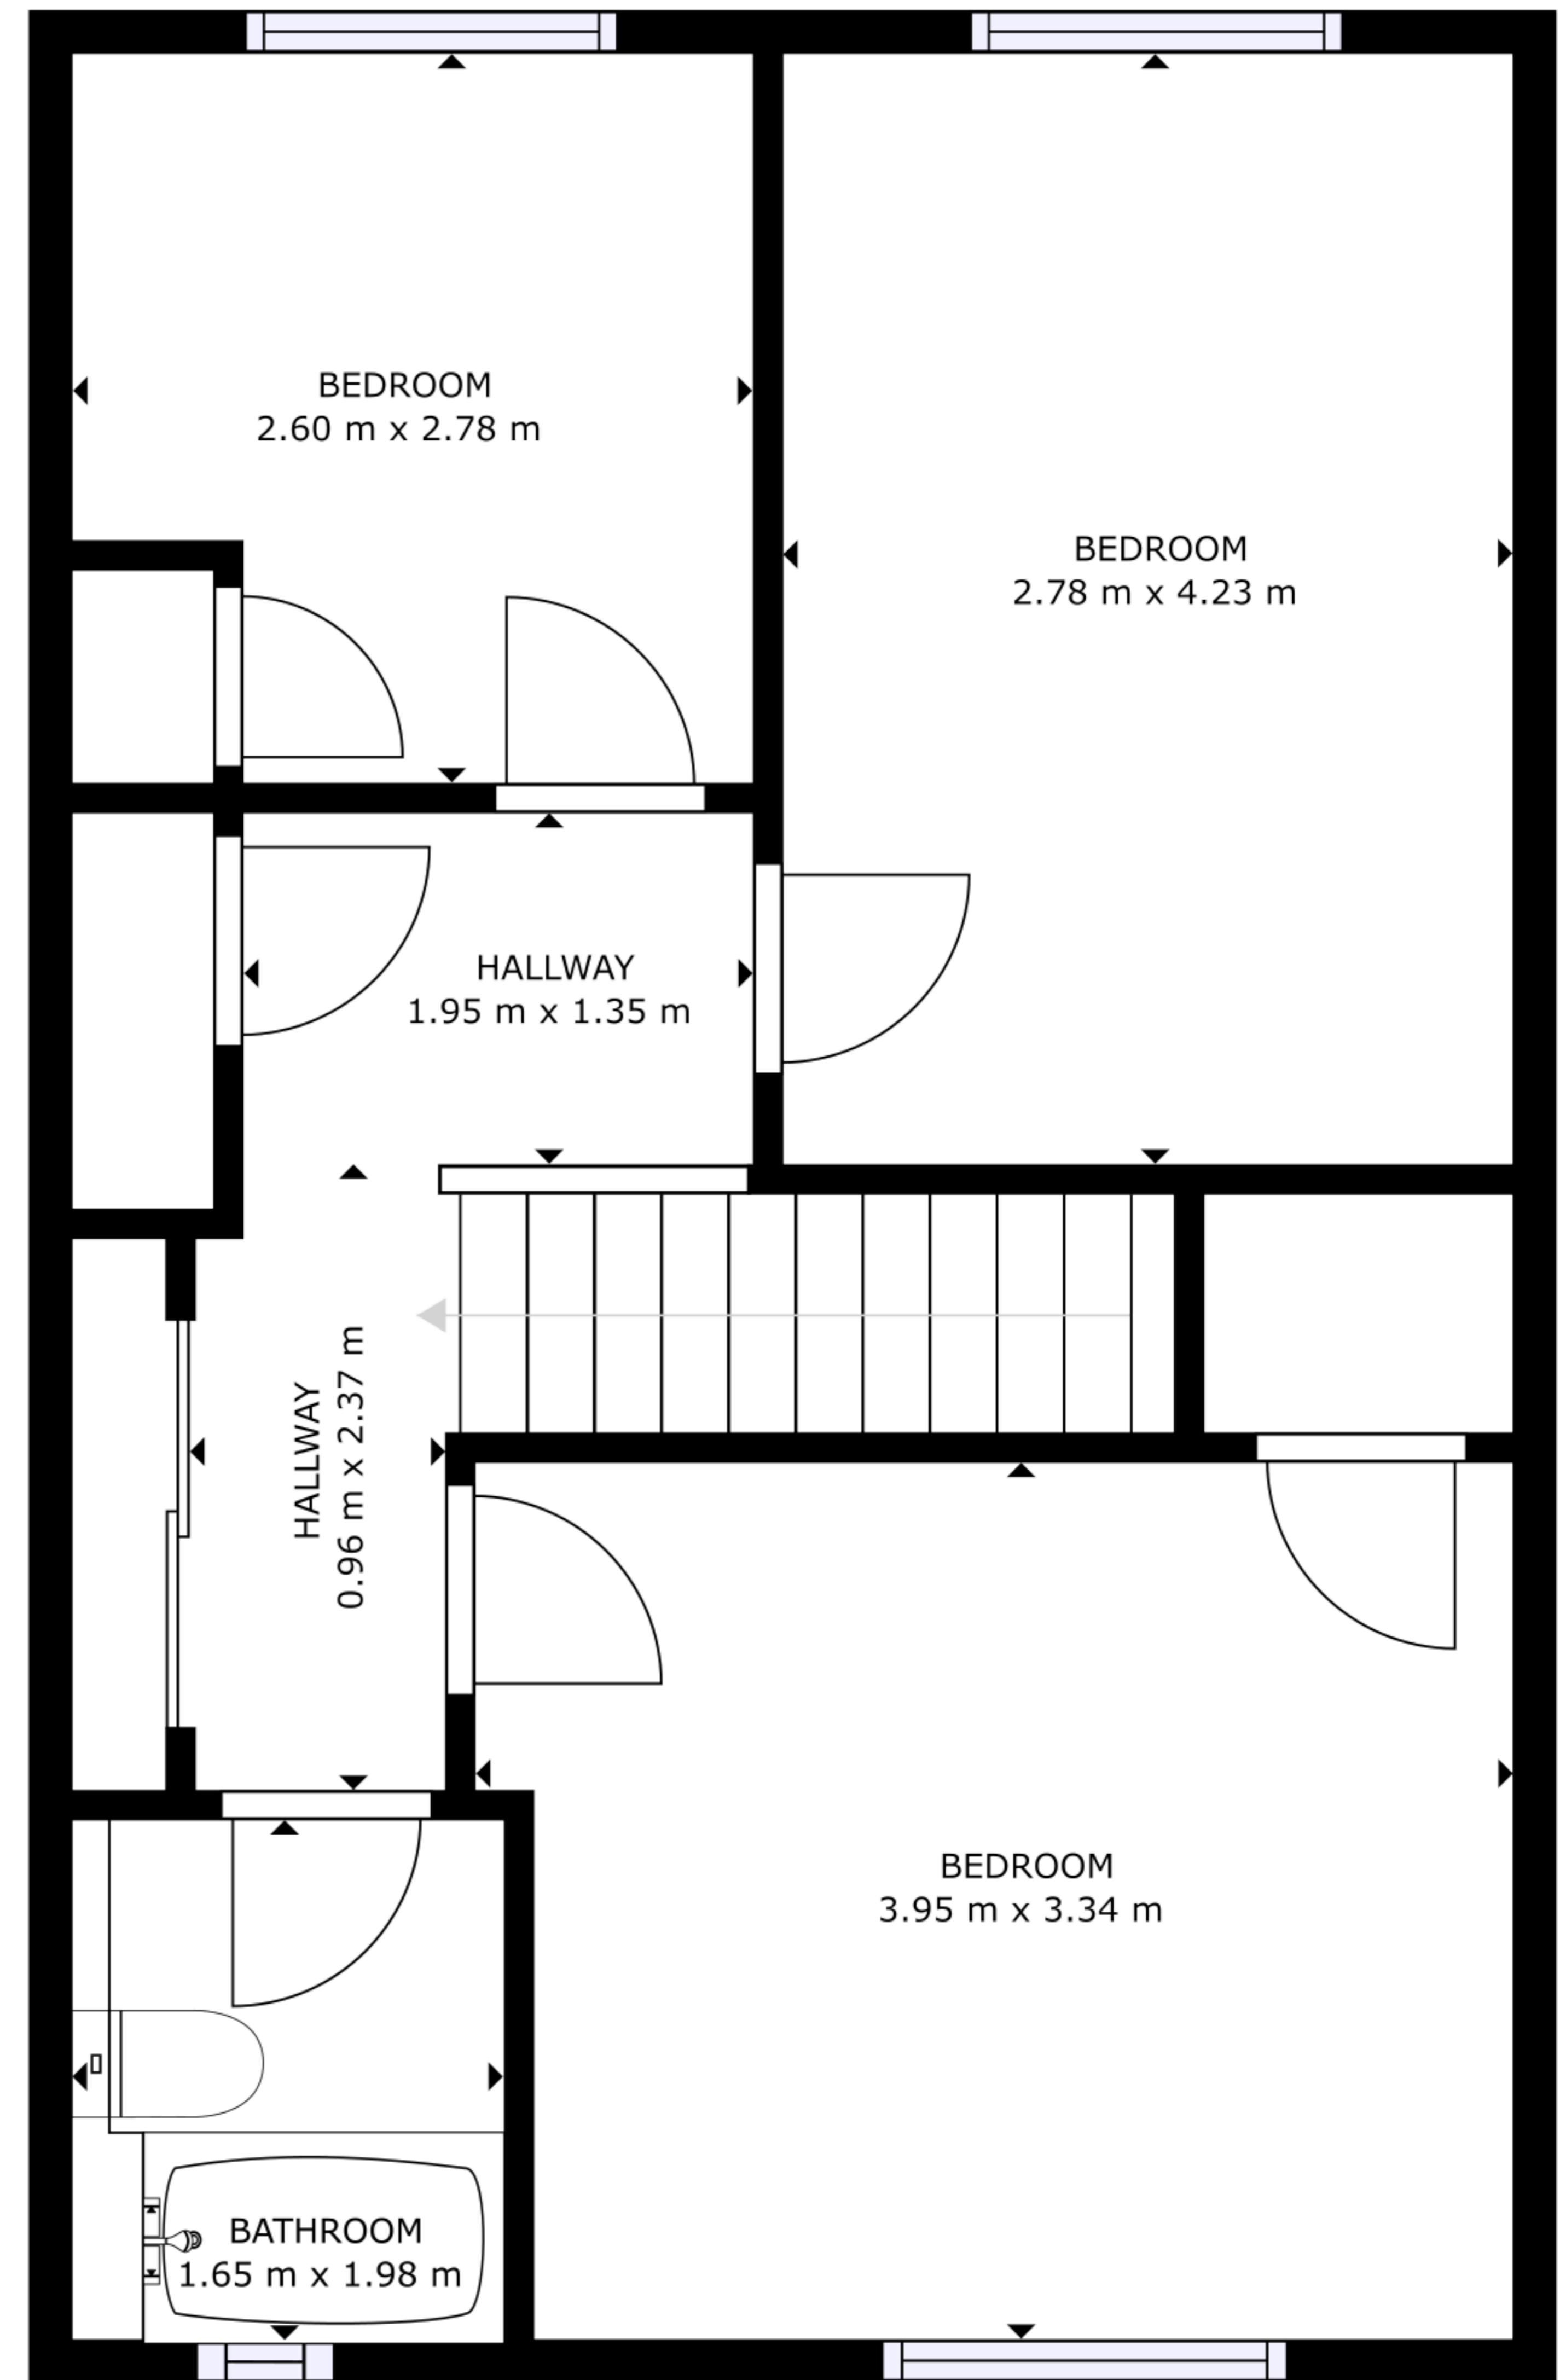 BEDROOM
2.60 m x 2.78 m
BEDROOM
2.78 m x 4.23 m
HALLWAY
1.95 m x 1.35 m
HALLWAY
0.96 m x 2.37 m
BEDROOM
3.95 m x 3.34 m
BATHROOM
1.65 m x 1.98 m